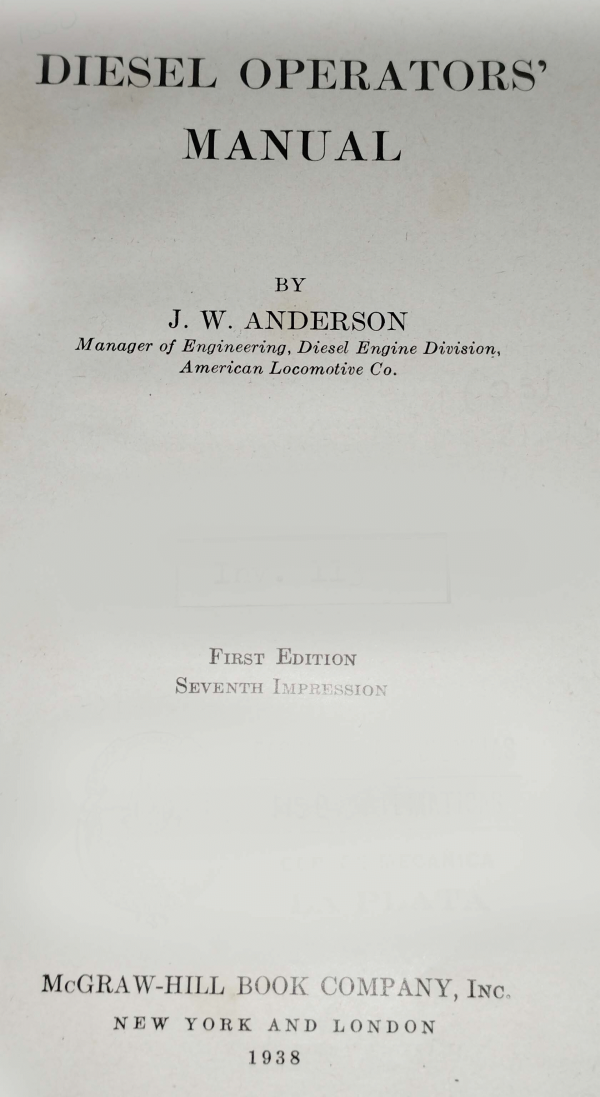 DIESEL OPERATORS'
MANUAL
BY
J. W. ANDERSON
Manager of Engineering, Diesel Engine Division,
American Locomotive Co.
First Edition
Seventh Impression
McGRAW-HILL BOOK COMPANY, Inc.
NEW YORK AND LONDON
1938